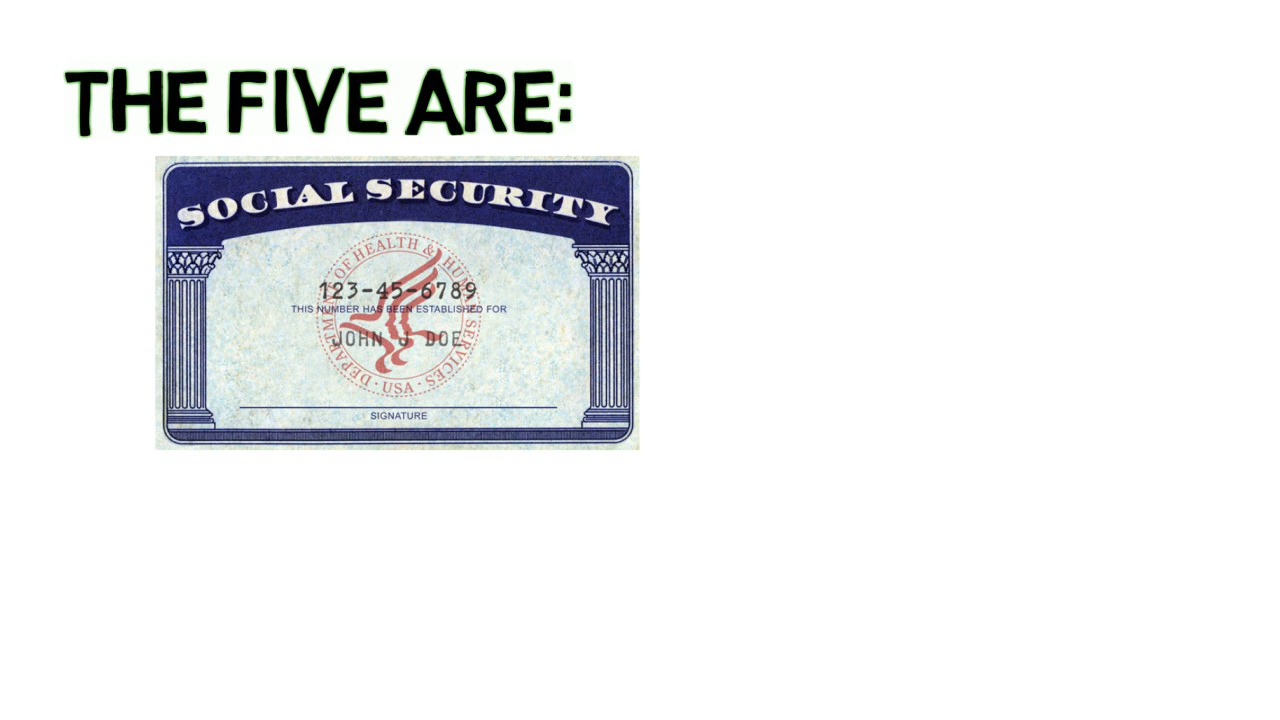 THE FIVE ARE:
SOCIAL SECURITY
DEPARTMENT OF HEALTH & HUMAN SERVICES · USA ·
123-45-6789
THIS NUMBER HAS BEEN ESTABLISHED FOR
JOHN J DOE
SIGNATURE